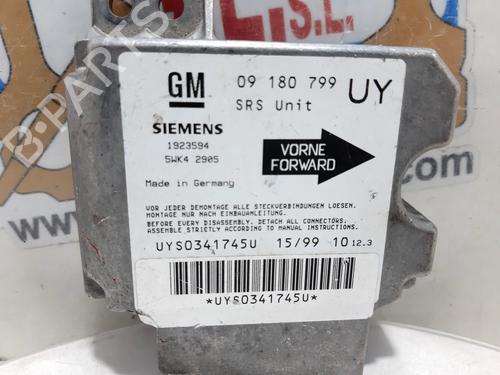 GM
09 180 799 UY
SRS Unit
SIEMENS
1923594
5WK4 2905
VORNE
FORWARD
Made in Germany
VOR JEDER DEMONTAGE ALLE STECKVERBINDUNGEN LOESEN.
MONTAGE NUR NACH EINBAUANLEITUNG.
BEFORE EVERY DISASSEMBLY, DETACH ALL CONNECTORS.
ASSEMBLE STRICTLY ACCORDING TO MANUAL INSTRUCTIONS.
UYS0341745U 15/99 10 12.3
*UYS0341745U*
B-PARTS